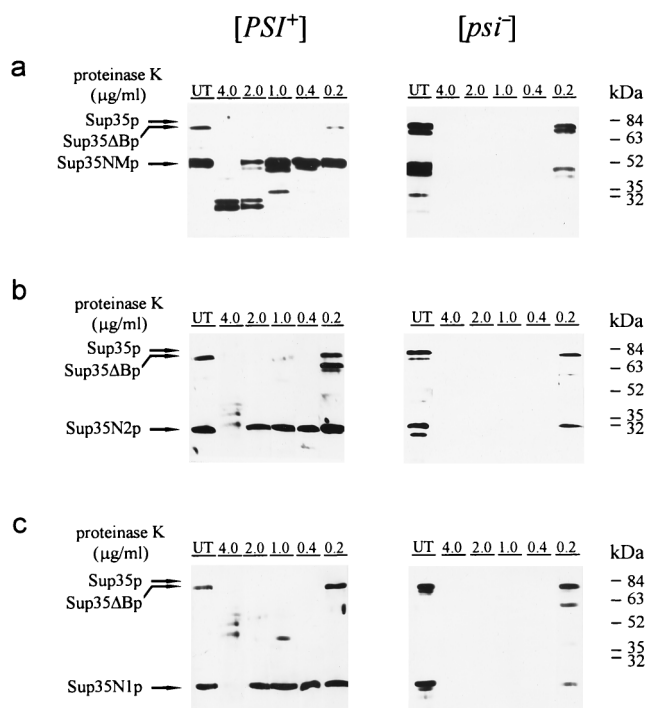 [PSI⁺] [psi⁻]
a
proteinase K
(µg/ml)
UT 4.0 2.0 1.0 0.4 0.2 UT 4.0 2.0 1.0 0.4 0.2 kDa
Sup35p
Sup35ΔBp
Sup35NMp
– 84
– 63
– 52
– 35
– 32
b
proteinase K
(µg/ml)
UT 4.0 2.0 1.0 0.4 0.2 UT 4.0 2.0 1.0 0.4 0.2 kDa
Sup35p
Sup35ΔBp
Sup35N2p
– 84
– 63
– 52
– 35
– 32
c
proteinase K
(µg/ml)
UT 4.0 2.0 1.0 0.4 0.2 UT 4.0 2.0 1.0 0.4 0.2 kDa
Sup35p
Sup35ΔBp
Sup35N1p
– 84
– 63
– 52
– 35
– 32